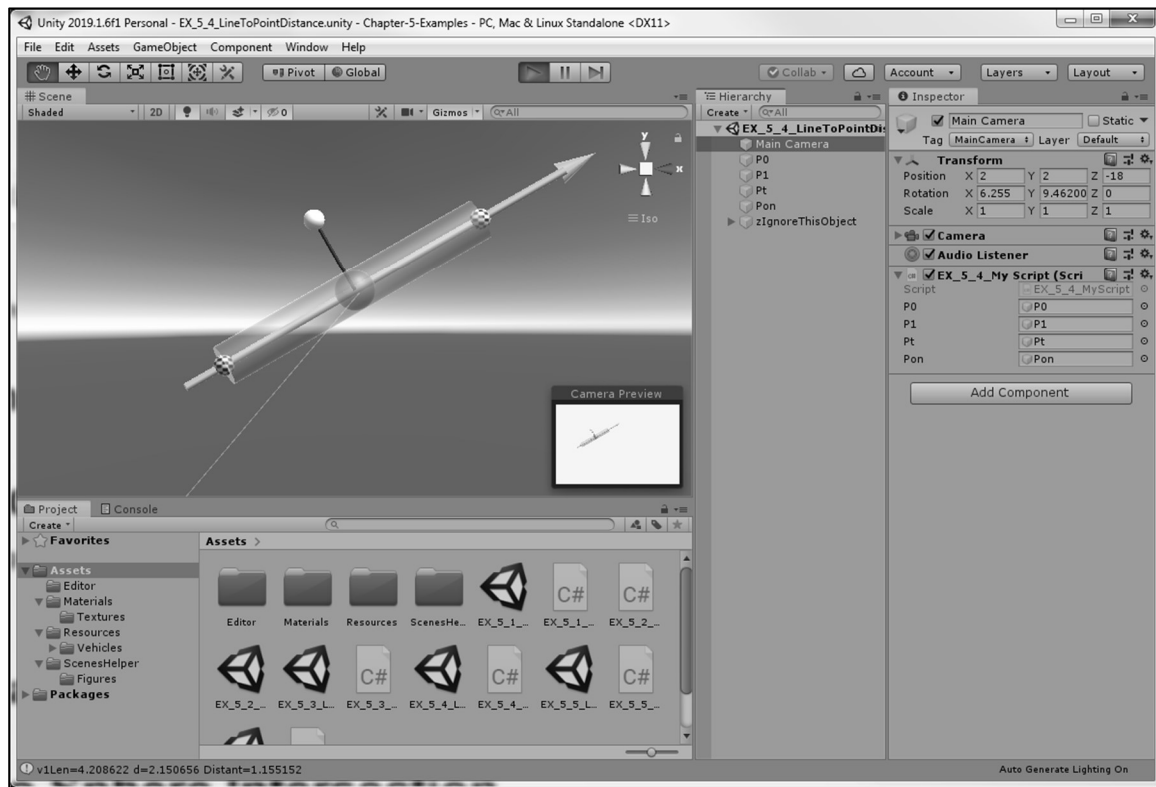 Unity 2019.1.6f1 Personal - EX_5_4_LineToPointDistance.unity - Chapter-5-Examples - PC, Mac & Linux Standalone <DX11>
File Edit Assets GameObject Component Window Help
Pivot Global Collab Account Layers Layout
# Scene
Shaded 2D 0 Gizmos All
y
x
Iso
Camera Preview
Hierarchy
Create All
EX_5_4_LineToPointDis
Main Camera
P0
P1
Pt
Pon
zIgnoreThisObject
Inspector
Main Camera Static
Tag MainCamera Layer Default
Transform
Position X 2 Y 2 Z -18
Rotation X 6.255 Y 9.46200 Z 0
Scale X 1 Y 1 Z 1
Camera
Audio Listener
EX_5_4_My Script (Scri
Script EX_5_4_MyScript
P0 P0
P1 P1
Pt Pt
Pon Pon
Add Component
Project Console
Create
Favorites
Assets
Editor
Materials
Textures
Resources
Vehicles
ScenesHelper
Figures
Packages
Assets >
C# C#
Editor Materials Resources ScenesHe... EX_5_1_... EX_5_1_... EX_5_2_...
C# C# C#
EX_5_2_... EX_5_3_L... EX_5_3_... EX_5_4_L... EX_5_4_... EX_5_5_L... EX_5_5_...
v1Len=4.208622 d=2.150656 Distant=1.155152
Auto Generate Lighting On